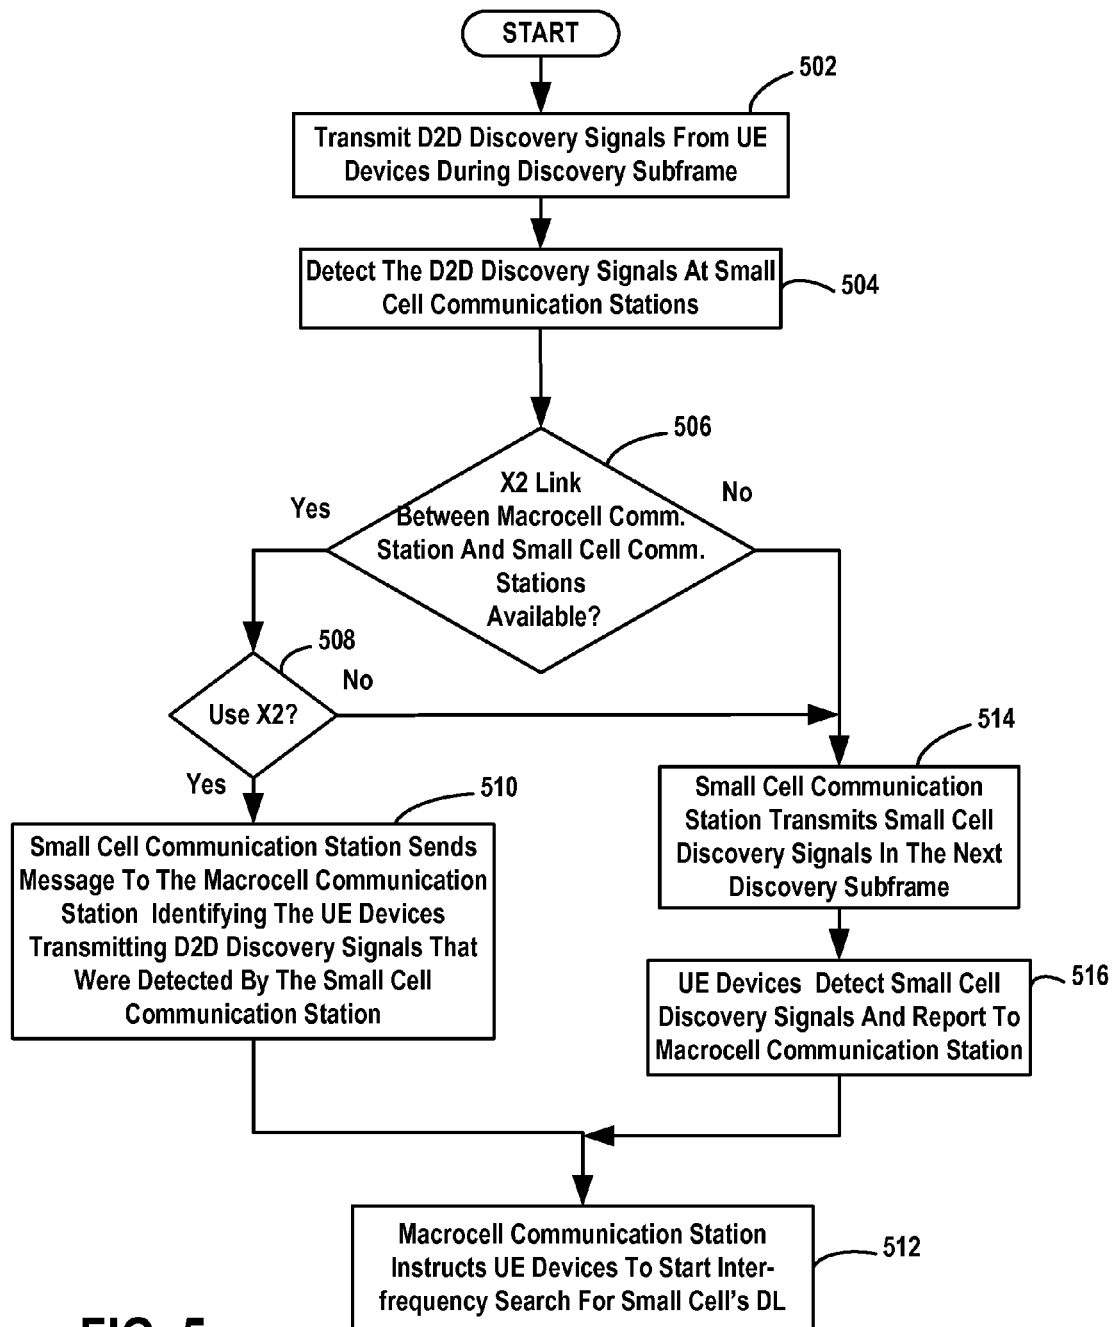 START
502
Transmit D2D Discovery Signals From UE
Devices During Discovery Subframe
Detect The D2D Discovery Signals At Small
Cell Communication Stations
504
506
X2 Link
Between Macrocell Comm.
Station And Small Cell Comm.
Stations
Available?
Yes
No
508
Use X2?
No
Yes
510
Small Cell Communication Station Sends
Message To The Macrocell Communication
Station Identifying The UE Devices
Transmitting D2D Discovery Signals That
Were Detected By The Small Cell
Communication Station
514
Small Cell Communication
Station Transmits Small Cell
Discovery Signals In The Next
Discovery Subframe
516
UE Devices Detect Small Cell
Discovery Signals And Report To
Macrocell Communication Station
Macrocell Communication Station
Instructs UE Devices To Start Inter-
frequency Search For Small Cell's DL
512
FIG. 5